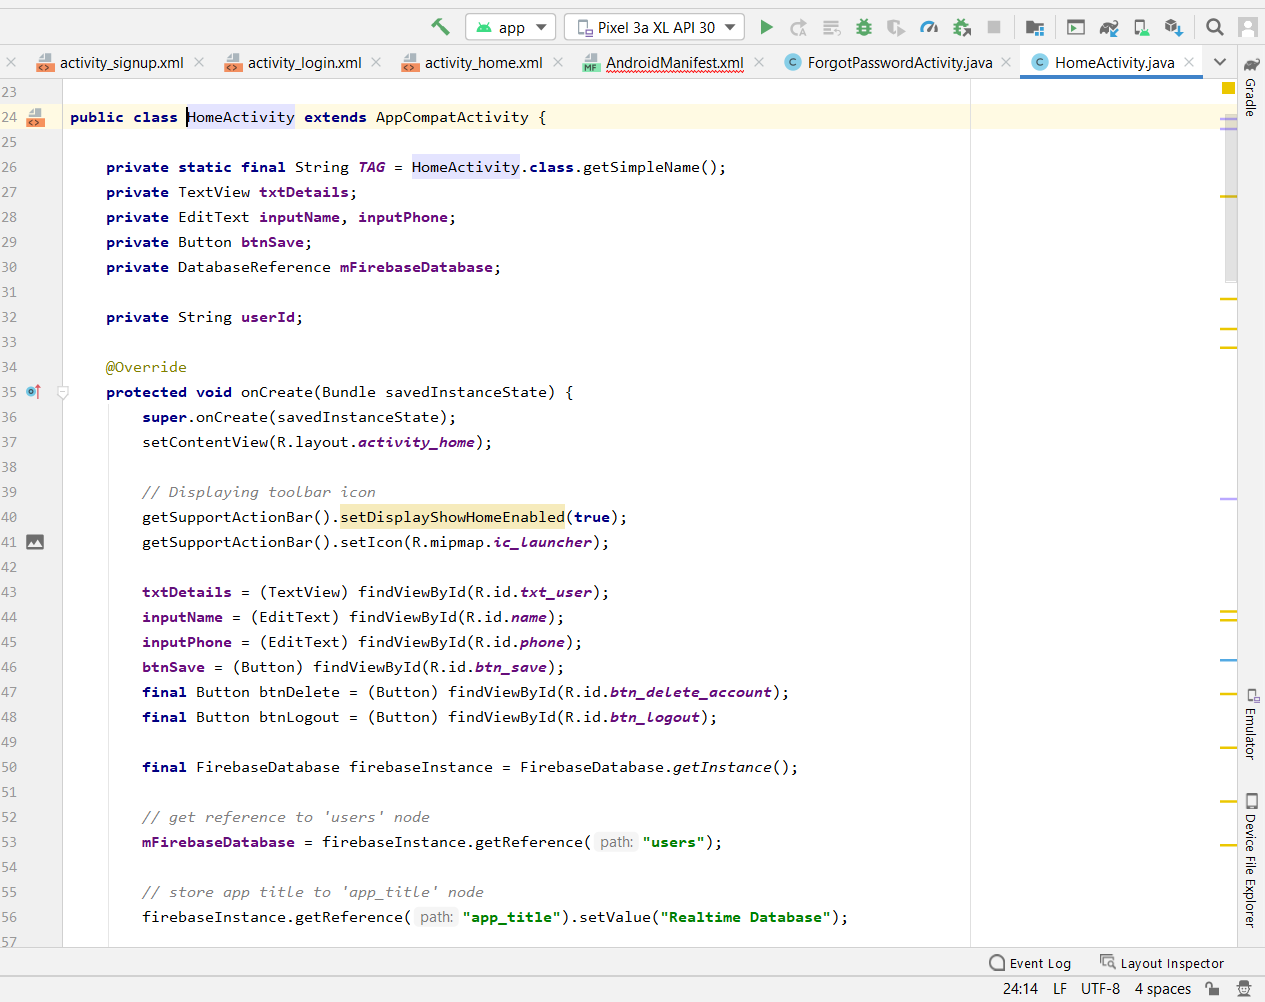 app
Pixel 3a XL API 30
activity_signup.xml
activity_login.xml
activity_home.xml
MF
AndroidManifest.xml
C
ForgotPasswordActivity.java
C
HomeActivity.java
23
24 public class HomeActivity extends AppCompatActivity {
25
26 private static final String TAG = HomeActivity.class.getSimpleName();
27 private TextView txtDetails;
28 private EditText inputName, inputPhone;
29 private Button btnSave;
30 private DatabaseReference mFirebaseDatabase;
31
32 private String userId;
33
34 @Override
35 protected void onCreate(Bundle savedInstanceState) {
36 super.onCreate(savedInstanceState);
37 setContentView(R.layout.activity_home);
38
39 // Displaying toolbar icon
40 getSupportActionBar().setDisplayShowHomeEnabled(true);
41 getSupportActionBar().setIcon(R.mipmap.ic_launcher);
42
43 txtDetails = (TextView) findViewById(R.id.txt_user);
44 inputName = (EditText) findViewById(R.id.name);
45 inputPhone = (EditText) findViewById(R.id.phone);
46 btnSave = (Button) findViewById(R.id.btn_save);
47 final Button btnDelete = (Button) findViewById(R.id.btn_delete_account);
48 final Button btnLogout = (Button) findViewById(R.id.btn_logout);
49
50 final FirebaseDatabase firebaseInstance = FirebaseDatabase.getInstance();
51
52 // get reference to 'users' node
53 mFirebaseDatabase = firebaseInstance.getReference( path: "users");
54
55 // store app title to 'app_title' node
56 firebaseInstance.getReference( path: "app_title").setValue("Realtime Database");
57
Gradle
Emulator
Device File Explorer
Event Log
Layout Inspector
24:14 LF UTF-8 4 spaces